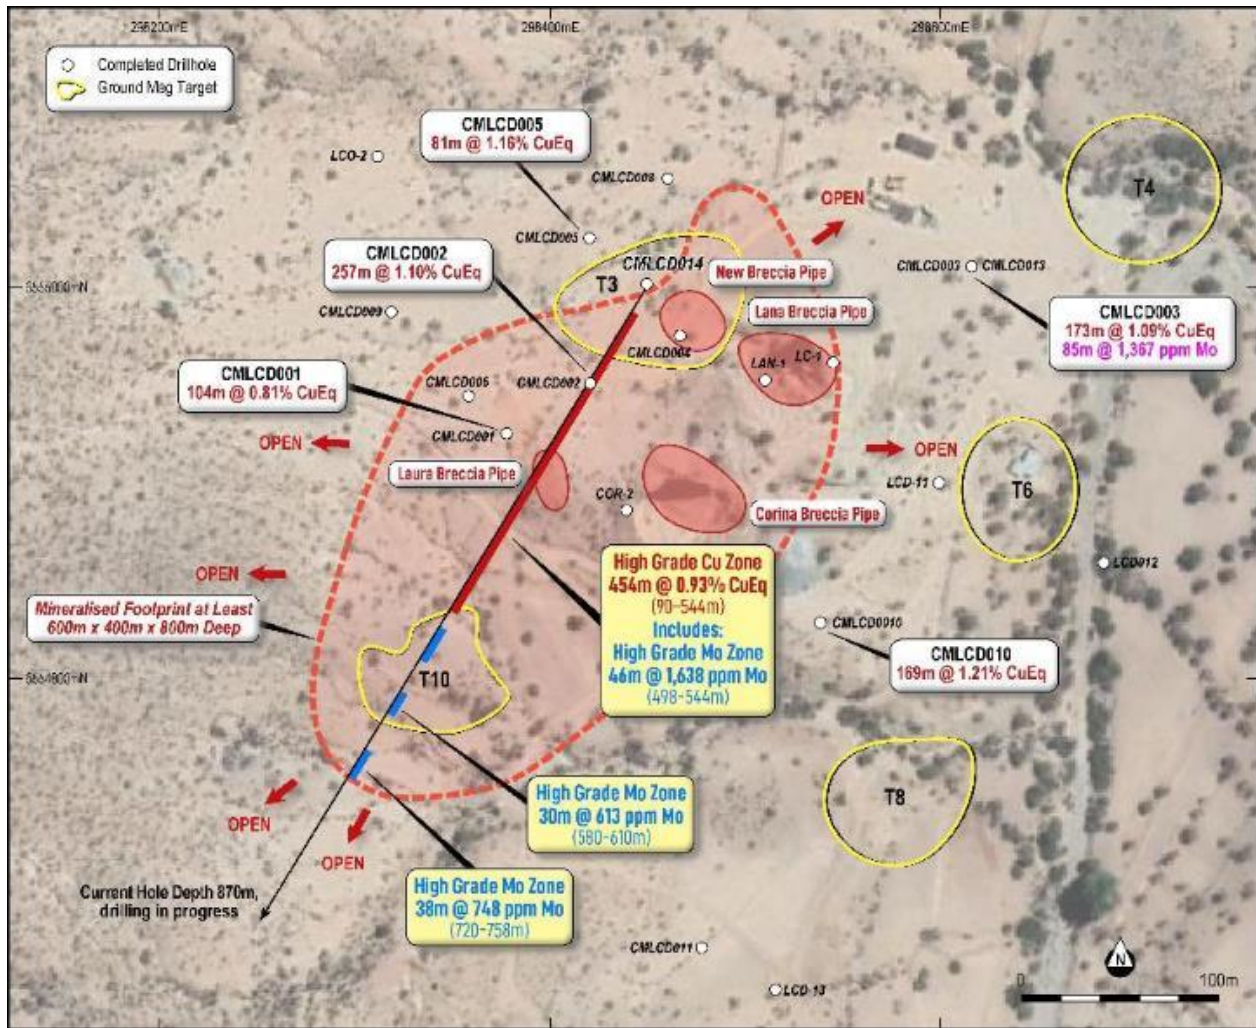 298200mE
298400mE
298600mE
Completed Drillhole
Ground Mag Target
CMLCD005
81m @ 1.16% CuEq
LCO-2
CMLCD008
OPEN
T4
CMLCD005
CMLCD002
257m @ 1.10% CuEq
T3
CMLCD014
New Breccia Pipe
CMLCD003
CMLCD013
6555000mN
CMLCD009
Lana Breccia Pipe
CMLCD003
173m @ 1.09% CuEq
85m @ 1,367 ppm Mo
CMLCD004
LAN-1
LC-1
CMLCD001
104m @ 0.81% CuEq
CMLCD006
CMLCD002
OPEN
CMLCD001
OPEN
Laura Breccia Pipe
LCD-11
T6
COR-2
Corina Breccia Pipe
OPEN
High Grade Cu Zone
454m @ 0.93% CuEq
(90-544m)
Includes:
High Grade Mo Zone
46m @ 1,638 ppm Mo
(498-544m)
LCD012
Mineralised Footprint at Least
600m x 400m x 800m Deep
CMLCD0010
CMLCD010
169m @ 1.21% CuEq
6554800mN
T10
High Grade Mo Zone
30m @ 613 ppm Mo
(580-610m)
T8
OPEN
OPEN
Current Hole Depth 870m,
drilling in progress
High Grade Mo Zone
38m @ 748 ppm Mo
(720-758m)
CMLCD011
LCD-13
N
0
100m